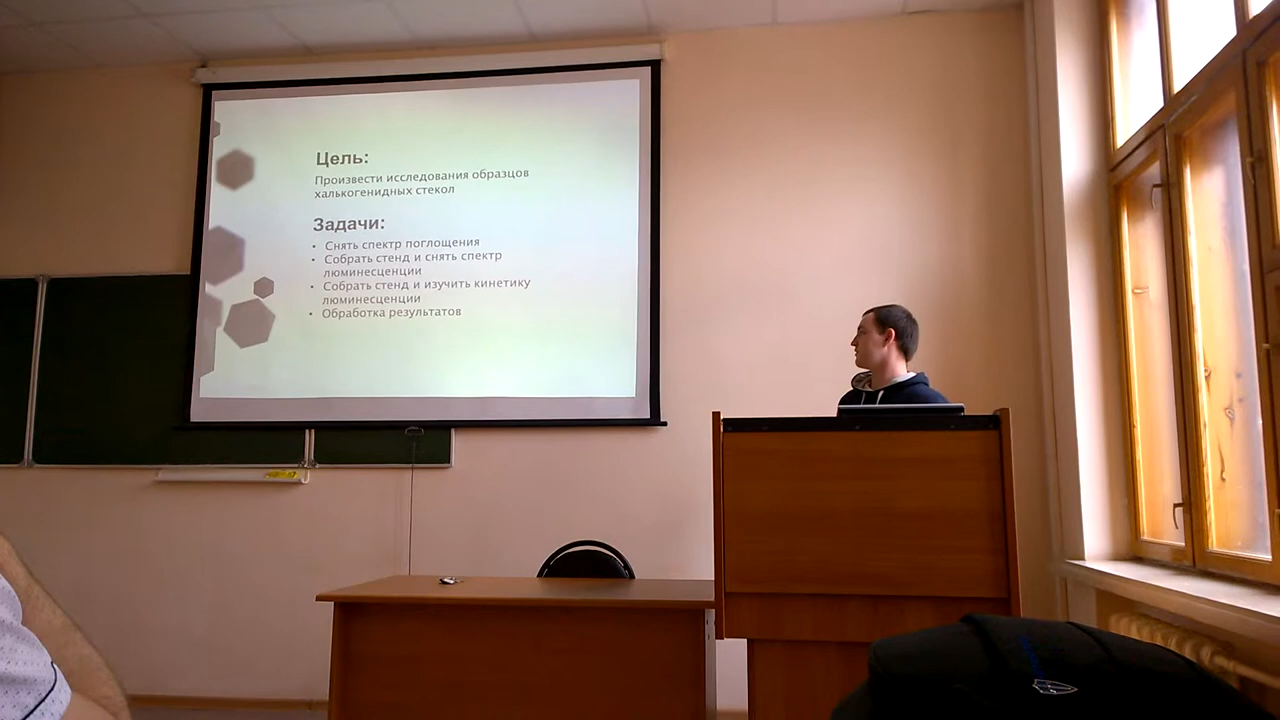 Цель:
Произвести исследования образцов
халькогенидных стекол
Задачи:
• Снять спектр поглощения
• Собрать стенд и снять спектр
люминесценции
• Собрать стенд и изучить кинетику
люминесценции
• Обработка результатов